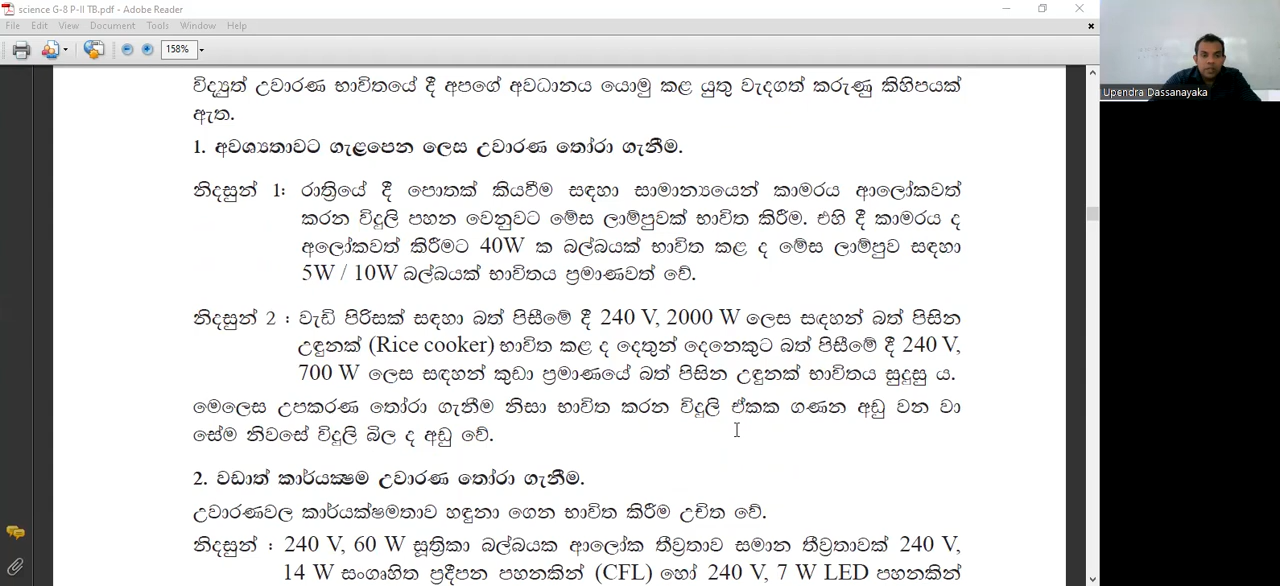 science G-8 P-II TB.pdf - Adobe Reader
File Edit View Document Tools Window Help
158%
විද්‍යුත් උවාරණ භාවිතයේ දී අපගේ අවධානය යොමු කළ යුතු වැදගත් කරුණු කිහිපයක්
ඇත.
1. අවශ්‍යතාවට ගැළපෙන ලෙස උවාරණ තෝරා ගැනීම.
නිදසුන් 1: රාත්‍රියේ දී පොතක් කියවීම සඳහා සාමාන්‍යයෙන් කාමරය ආලෝකවත්
කරන විදුලි පහන වෙනුවට මේස ලාම්පුවක් භාවිත කිරීම. එහි දී කාමරය ද
අලෝකවත් කිරීමට 40W ක බල්බයක් භාවිත කළ ද මේස ලාම්පුව සඳහා
5W / 10W බල්බයක් භාවිතය ප්‍රමාණවත් වේ.
නිදසුන් 2 : වැඩි පිරිසක් සඳහා බත් පිසීමේ දී 240 V, 2000 W ලෙස සඳහන් බත් පිසින
උඳුනක් (Rice cooker) භාවිත කළ ද දෙතුන් දෙනෙකුට බත් පිසීමේ දී 240 V,
700 W ලෙස සඳහන් කුඩා ප්‍රමාණයේ බත් පිසින උඳුනක් භාවිතය සුදුසු ය.
මෙලෙස උපකරණ තෝරා ගැනීම නිසා භාවිත කරන විදුලි ඒකක ගණන අඩු වන වා
සේම නිවසේ විදුලි බිල ද අඩු වේ.
2. වඩාත් කාර්යක්‍ෂම උවාරණ තෝරා ගැනීම.
උවාරණවල කාර්යක්ෂමතාව හඳුනා ගෙන භාවිත කිරීම උචිත වේ.
නිදසුන් : 240 V, 60 W සූත්‍රිකා බල්බයක ආලෝක තීව්‍රතාව සමාන තීව්‍රතාවක් 240 V,
14 W සංගෘහිත ප්‍රදීපන පහනකින් (CFL) හෝ 240 V, 7 W LED පහනකින්
Upendra Dassanayaka